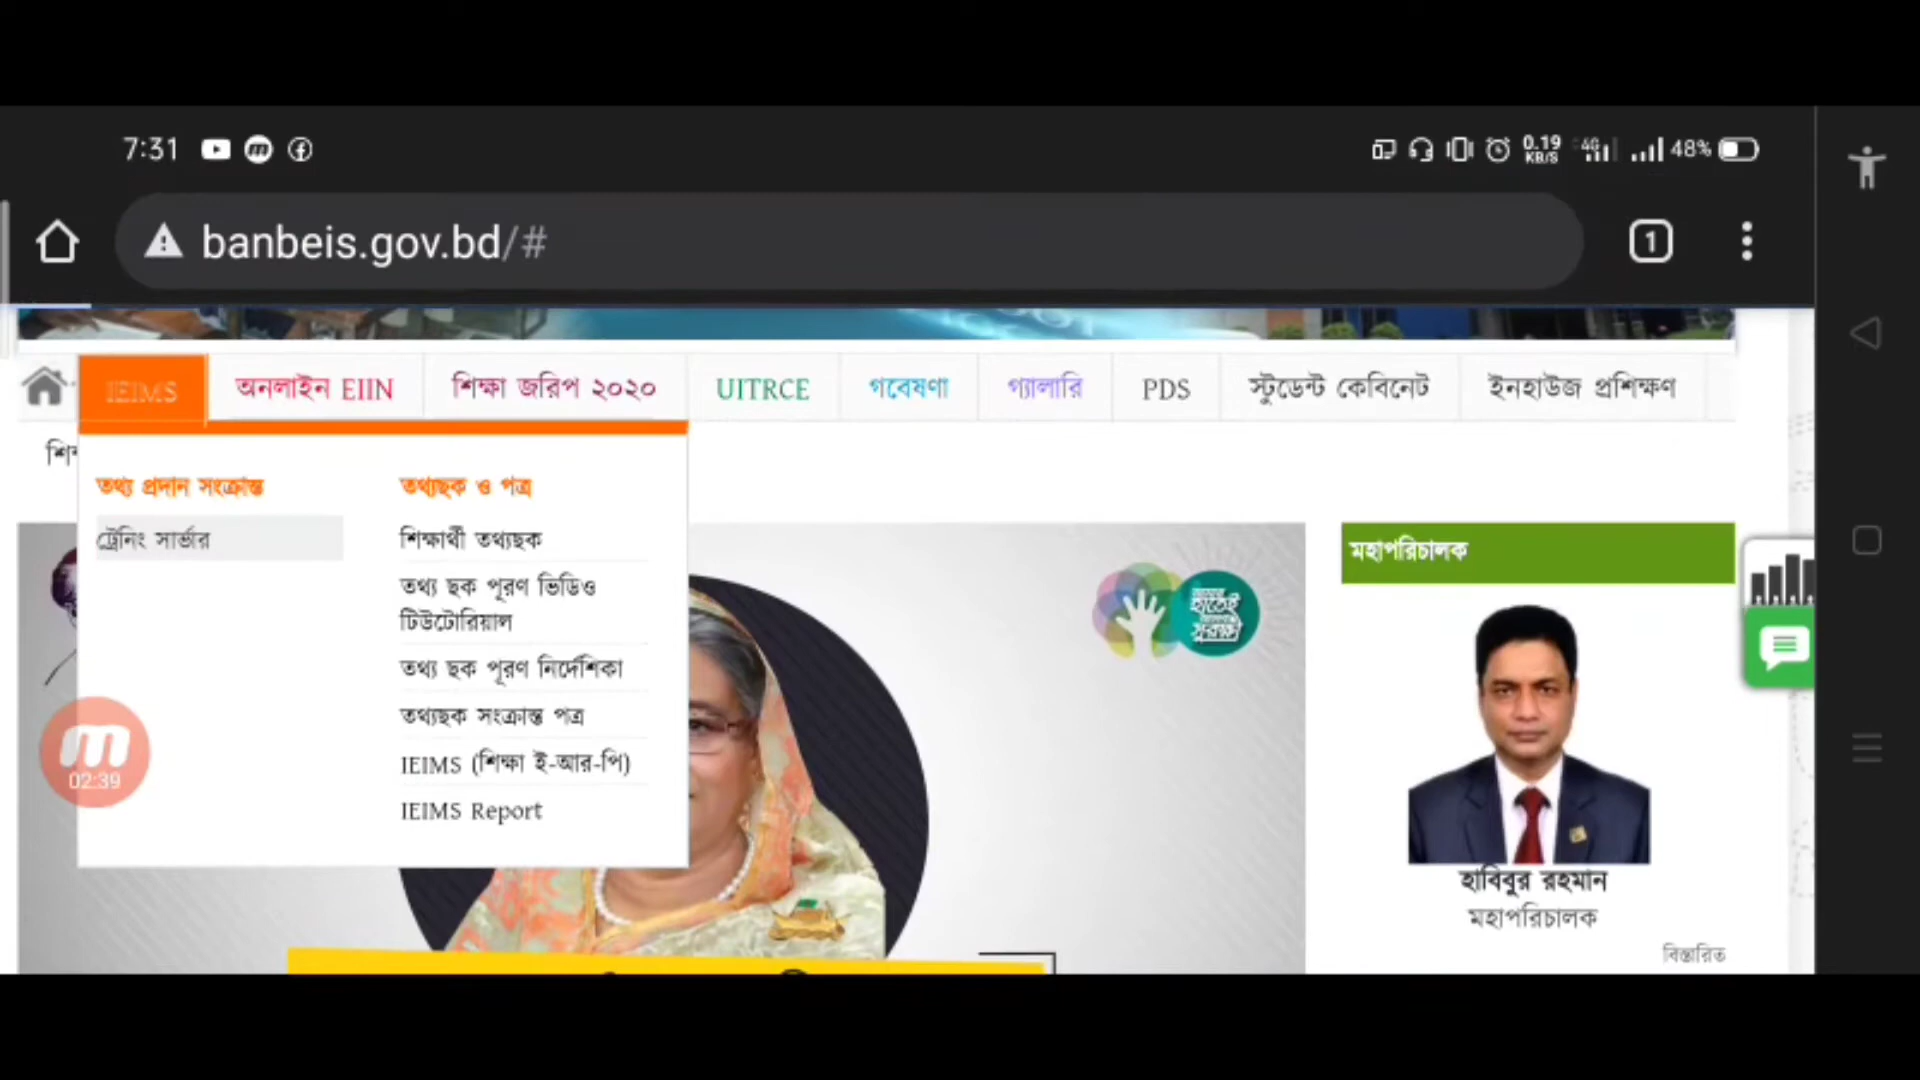 7:31
0.19
KB/S
4G
48%
banbeis.gov.bd/#
1
IEIMS
অনলাইন EIIN
শিক্ষা জরিপ ২০২০
UITRCE
গবেষণা
গ্যালারি
PDS
স্টুডেন্ট কেবিনেট
ইনহাউজ প্রশিক্ষণ
তথ্য প্রদান সংক্রান্ত
ট্রেনিং সার্ভার
তথ্যছক ও পত্র
শিক্ষার্থী তথ্যছক
তথ্য ছক পূরণ ভিডিও
টিউটোরিয়াল
তথ্য ছক পূরণ নির্দেশিকা
তথ্যছক সংক্রান্ত পত্র
IEIMS (শিক্ষা ই-আর-পি)
IEIMS Report
02:39
মহাপরিচালক
হাবিবুর রহমান
মহাপরিচালক
বিস্তারিত